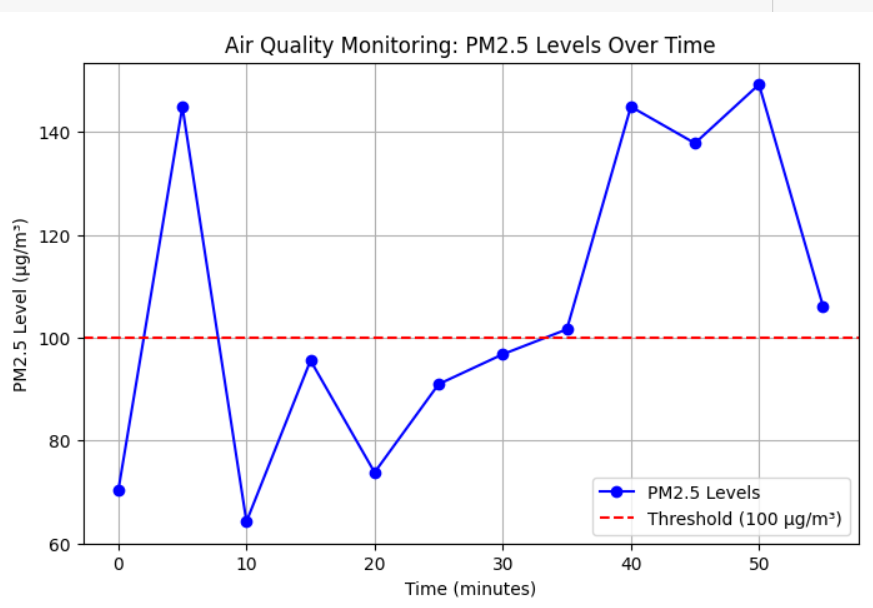 Air Quality Monitoring: PM2.5 Levels Over Time
PM2.5 Level (µg/m³)
140
120
100
80
60
0 10 20 30 40 50
Time (minutes)
PM2.5 Levels
Threshold (100 µg/m³)